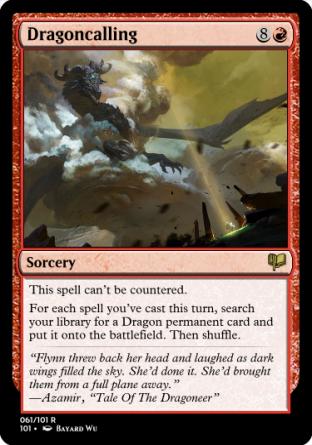 Dragoncalling 8
Sorcery
This spell can't be countered.
For each spell you've cast this turn, search
your library for a Dragon permanent card and
put it onto the battlefield. Then shuffle.
"Flynn threw back her head and laughed as dark
wings filled the sky. She'd done it. She'd brought
them from a full plane away."
—Azamir, "Tale Of The Dragoneer"
061/101 R
101 • Bayard Wu